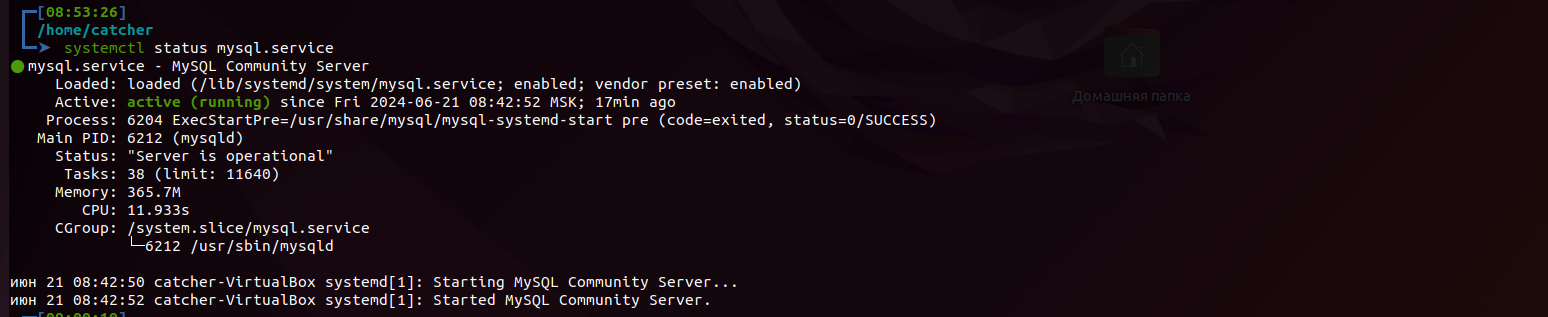 [08:53:26]
/home/catcher
systemctl status mysql.service
mysql.service - MySQL Community Server
Loaded: loaded (/lib/systemd/system/mysql.service; enabled; vendor preset: enabled)
Active: active (running) since Fri 2024-06-21 08:42:52 MSK; 17min ago
Process: 6204 ExecStartPre=/usr/share/mysql/mysql-systemd-start pre (code=exited, status=0/SUCCESS)
Main PID: 6212 (mysqld)
Status: "Server is operational"
Tasks: 38 (limit: 11640)
Memory: 365.7M
CPU: 11.933s
CGroup: /system.slice/mysql.service
└─6212 /usr/sbin/mysqld
июн 21 08:42:50 catcher-VirtualBox systemd[1]: Starting MySQL Community Server...
июн 21 08:42:52 catcher-VirtualBox systemd[1]: Started MySQL Community Server.
Домашняя папка